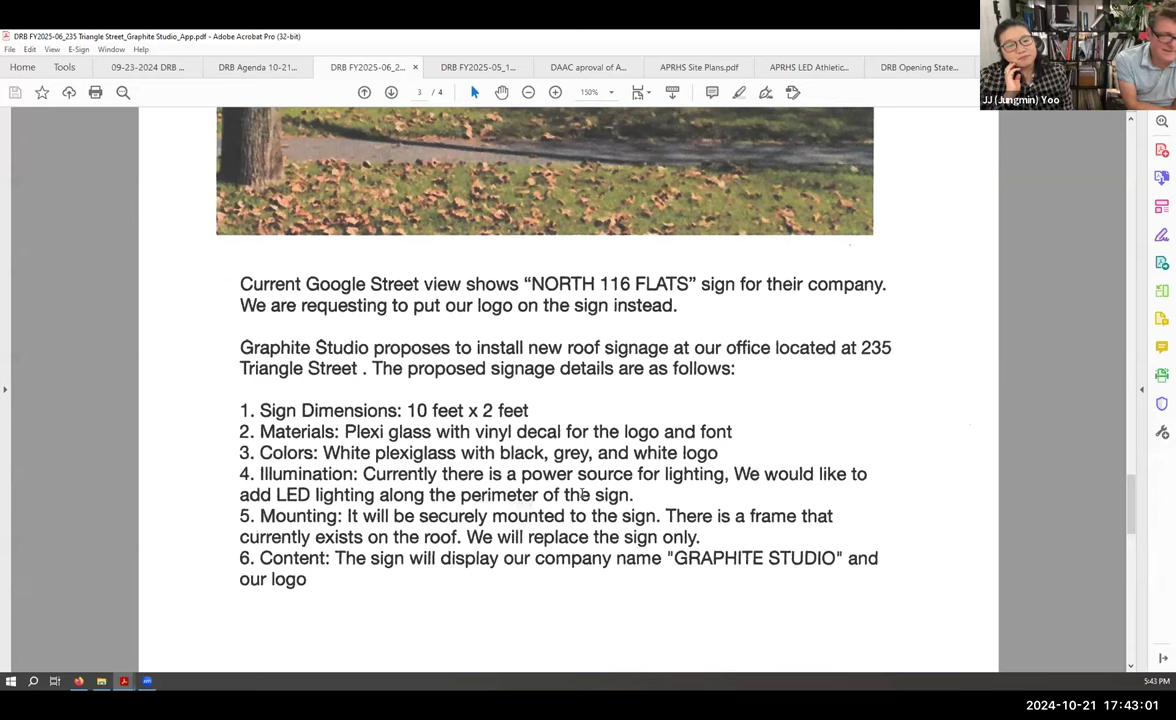 DRB FY2025-06_235 Triangle Street_Graphite Studio_App.pdf - Adobe Acrobat Pro (32-bit)
File Edit View E-Sign Window Help
Home Tools 09-23-2024 DRB ... DRB Agenda 10-21... DRB FY2025-06_2... × DRB FY2025-05_1... DAAC aproval of A... APRHS Site Plans.pdf APRHS LED Athletic... DRB Opening State...
3 / 4 150%
JJ (Jungmin) Yoo
Current Google Street view shows “NORTH 116 FLATS” sign for their company.
We are requesting to put our logo on the sign instead.
Graphite Studio proposes to install new roof signage at our office located at 235
Triangle Street . The proposed signage details are as follows:
1. Sign Dimensions: 10 feet x 2 feet
2. Materials: Plexi glass with vinyl decal for the logo and font
3. Colors: White plexiglass with black, grey, and white logo
4. Illumination: Currently there is a power source for lighting, We would like to
add LED lighting along the perimeter of the sign.
5. Mounting: It will be securely mounted to the sign. There is a frame that
currently exists on the roof. We will replace the sign only.
6. Content: The sign will display our company name "GRAPHITE STUDIO" and
our logo
5:43 PM
2024-10-21 17:43:01